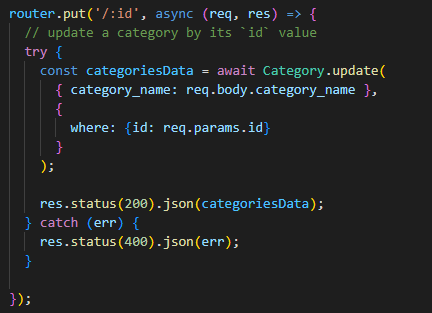 router.put('/:id', async (req, res) => {
  // update a category by its `id` value
  try {
    const categoriesData = await Category.update(
      { category_name: req.body.category_name },
      {
        where: {id: req.params.id}
      }
    );

    res.status(200).json(categoriesData);
  } catch (err) {
    res.status(400).json(err);
  }

});